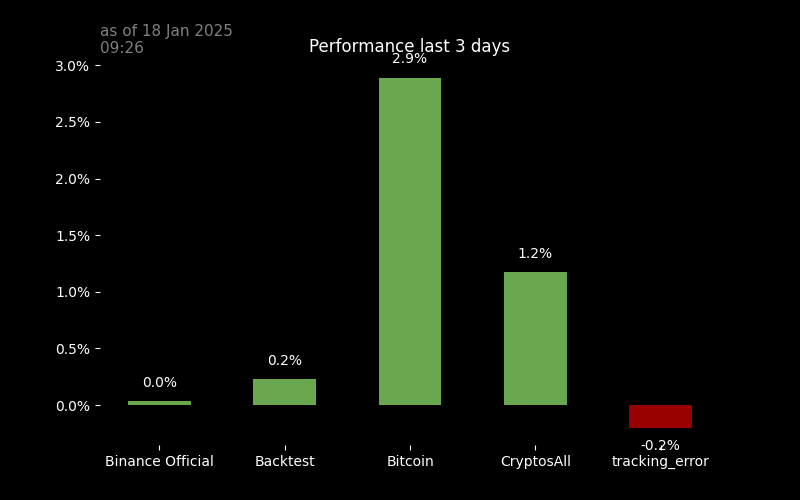 as of 18 Jan 2025
09:26
Performance last 3 days
3.0%
2.5%
2.0%
1.5%
1.0%
0.5%
0.0%
0.0%
0.2%
2.9%
1.2%
-0.2%
Binance Official
Backtest
Bitcoin
CryptosAll
tracking_error